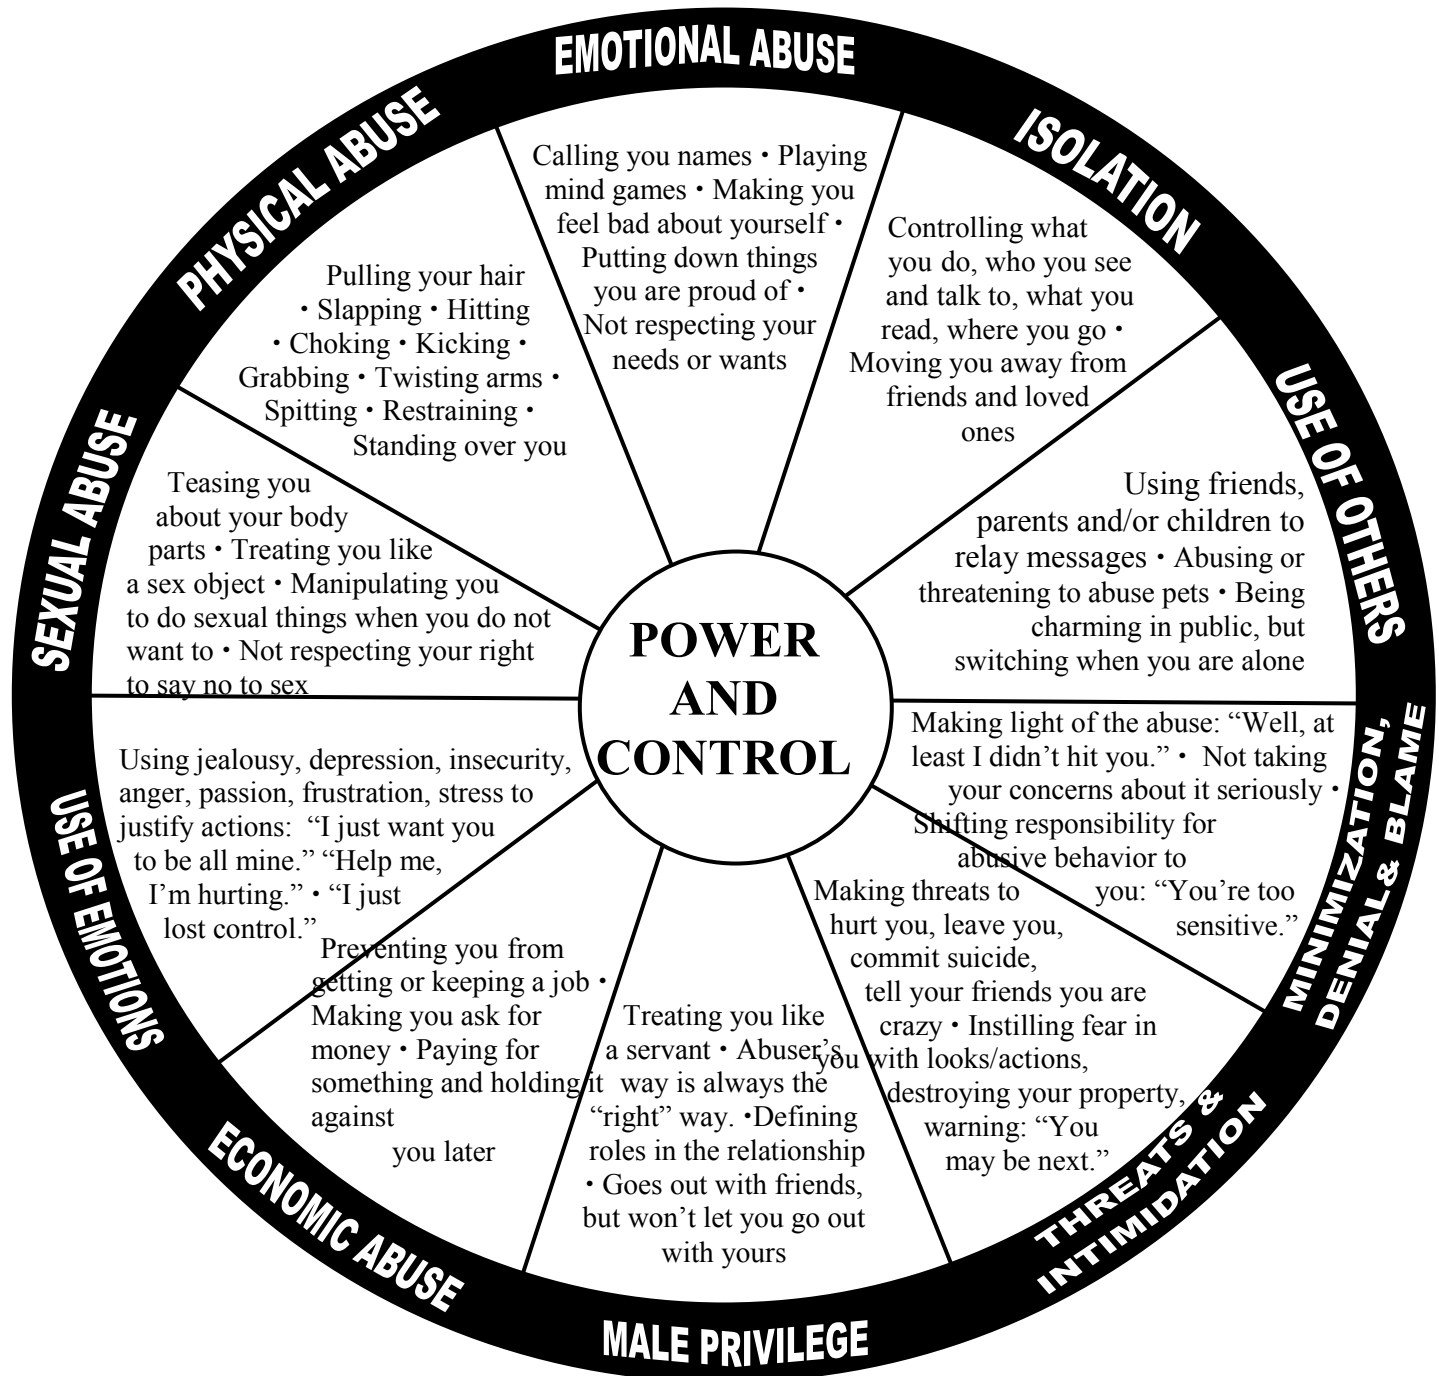 EMOTIONAL ABUSE
Calling you names • Playing
mind games • Making you
feel bad about yourself •
Putting down things
you are proud of •
Not respecting your
needs or wants
ISOLATION
Controlling what
you do, who you see
and talk to, what you
read, where you go •
Moving you away from
friends and loved
ones
USE OF OTHERS
Using friends,
parents and/or children to
relay messages • Abusing or
threatening to abuse pets • Being
charming in public, but
switching when you are alone
MINIMIZATION,
DENIAL& BLAME
Making light of the abuse: “Well, at
least I didn’t hit you.” • Not taking
your concerns about it seriously •
Shifting responsibility for
abusive behavior to
you: “You’re too
sensitive.”
THREATS &
INTIMIDATION
Making threats to
hurt you, leave you,
commit suicide,
tell your friends you are
crazy • Instilling fear in
you with looks/actions,
destroying your property,
warning: “You
may be next.”
MALE PRIVILEGE
Treating you like
a servant • Abuser’s
way is always the
“right” way. •Defining
roles in the relationship
• Goes out with friends,
but won’t let you go out
with yours
ECONOMIC ABUSE
Preventing you from
getting or keeping a job •
Making you ask for
money • Paying for
something and holding it
against
you later
USE OF EMOTIONS
Using jealousy, depression, insecurity,
anger, passion, frustration, stress to
justify actions: “I just want you
to be all mine.” “Help me,
I’m hurting.” • “I just
lost control.”
SEXUAL ABUSE
Teasing you
about your body
parts • Treating you like
a sex object • Manipulating you
to do sexual things when you do not
want to • Not respecting your right
to say no to sex
PHYSICAL ABUSE
Pulling your hair
• Slapping • Hitting
• Choking • Kicking •
Grabbing • Twisting arms •
Spitting • Restraining •
Standing over you
POWER
AND
CONTROL